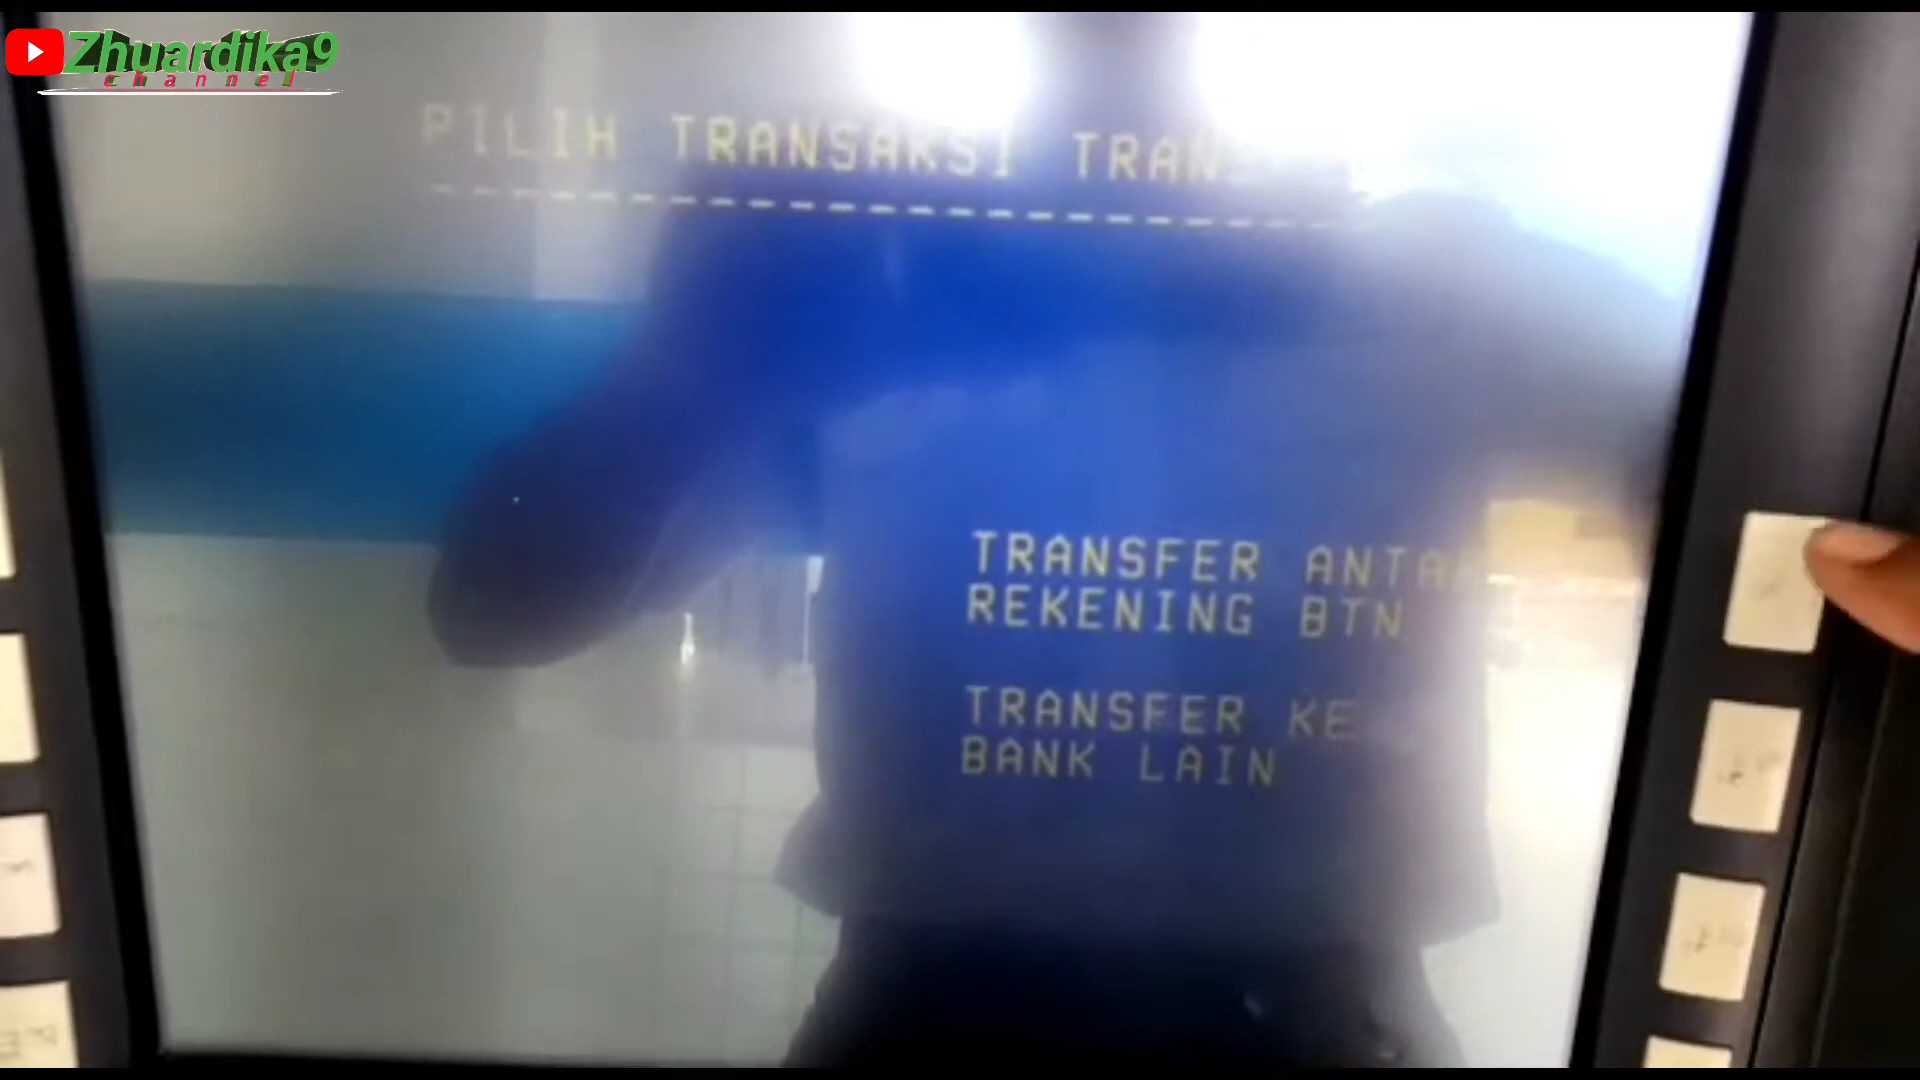 Zhuardika9
channel
PILIH TRANSAKSI TRAN
TRANSFER ANTA
REKENING BTN
TRANSFER KE
BANK LAIN